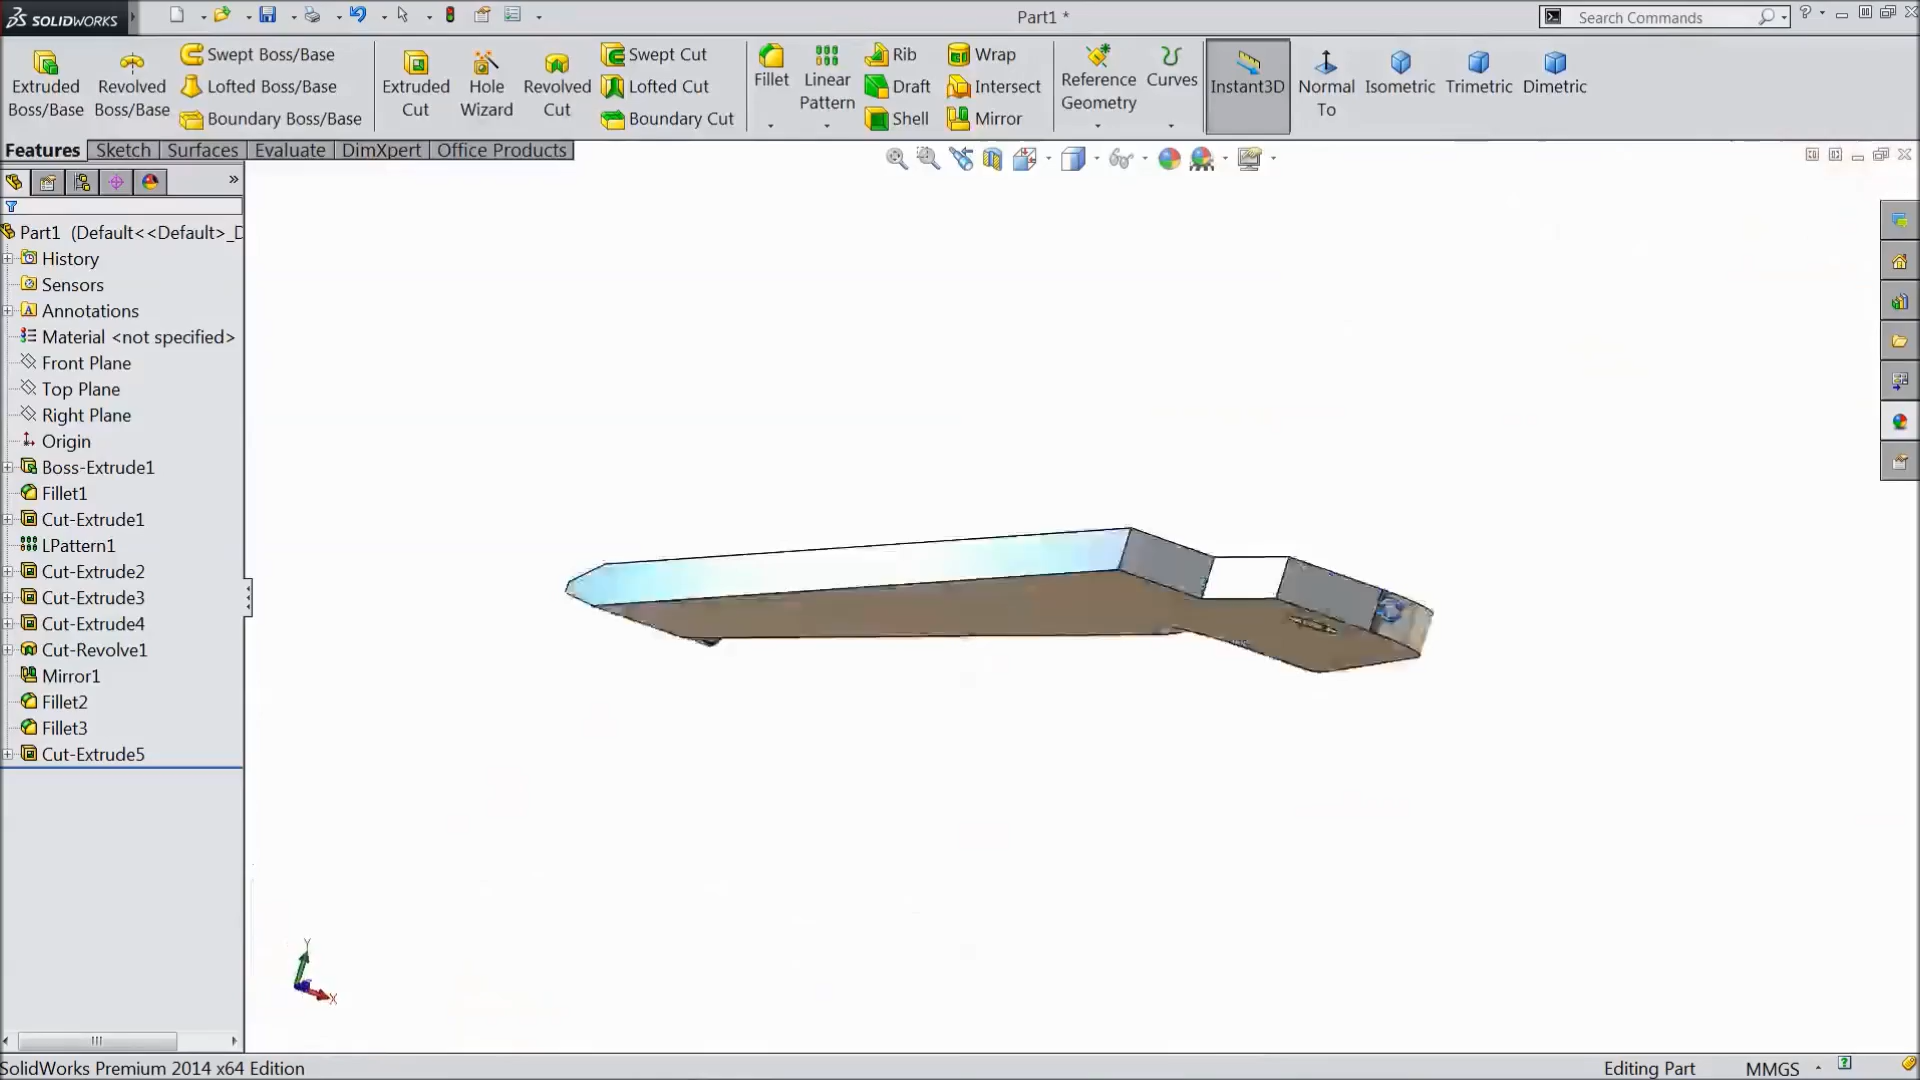 SOLIDWORKS
Part1 *
Search Commands
Extruded Boss/Base
Revolved Boss/Base
Swept Boss/Base
Lofted Boss/Base
Boundary Boss/Base
Extruded Cut
Hole Wizard
Revolved Cut
Swept Cut
Lofted Cut
Boundary Cut
Fillet
Linear Pattern
Rib
Draft
Shell
Wrap
Intersect
Mirror
Reference Geometry
Curves
Instant3D
Normal To
Isometric
Trimetric
Dimetric
Features
Sketch
Surfaces
Evaluate
DimXpert
Office Products
Part1 (Default<<Default>_D
History
Sensors
Annotations
Material <not specified>
Front Plane
Top Plane
Right Plane
Origin
Boss-Extrude1
Fillet1
Cut-Extrude1
LPattern1
Cut-Extrude2
Cut-Extrude3
Cut-Extrude4
Cut-Revolve1
Mirror1
Fillet2
Fillet3
Cut-Extrude5
Y
X
SolidWorks Premium 2014 x64 Edition
Editing Part
MMGS